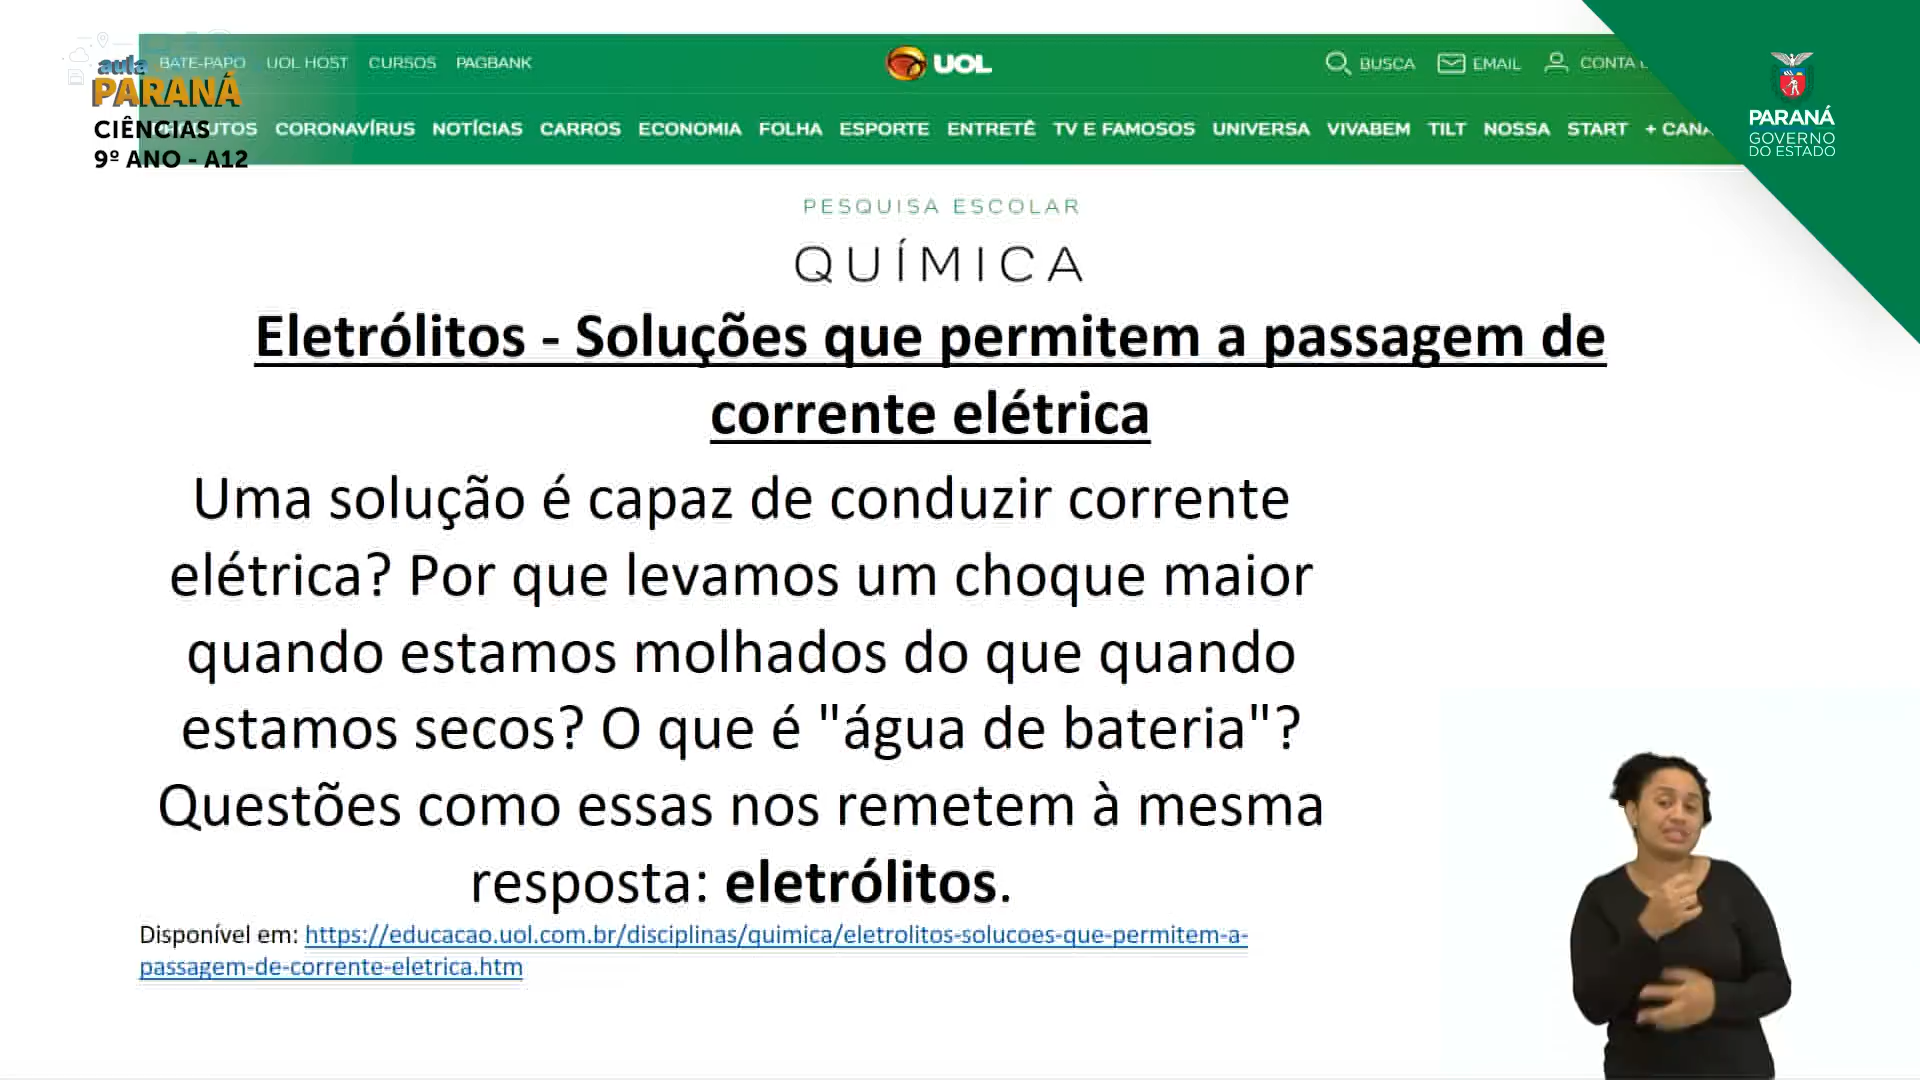 BATE-PAPO UOL HOST CURSOS PAGBANK UOL BUSCA EMAIL CONTA
aula
PARANÁ
CIÊNCIAS
9º ANO - A12
CORONAVÍRUS NOTÍCIAS CARROS ECONOMIA FOLHA ESPORTE ENTRETÊ TV E FAMOSOS UNIVERSA VIVABEM TILT NOSSA START
PARANÁ
GOVERNO
DO ESTADO
PESQUISA ESCOLAR
QUÍMICA
Eletrólitos - Soluções que permitem a passagem de
corrente elétrica
Uma solução é capaz de conduzir corrente
elétrica? Por que levamos um choque maior
quando estamos molhados do que quando
estamos secos? O que é "água de bateria"?
Questões como essas nos remetem à mesma
resposta: eletrólitos.
Disponível em: https://educacao.uol.com.br/disciplinas/quimica/eletrolitos-solucoes-que-permitem-a-
passagem-de-corrente-eletrica.htm